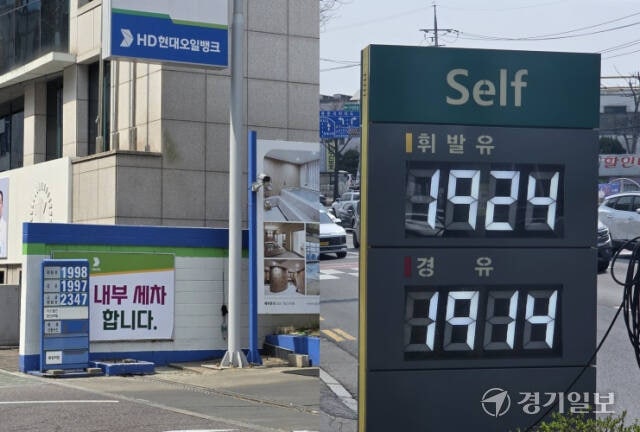 HD현대오일뱅크
1998
1997
2347
내부 세차
합니다.
Self
휘발유
1924
경유
1914
경기일보